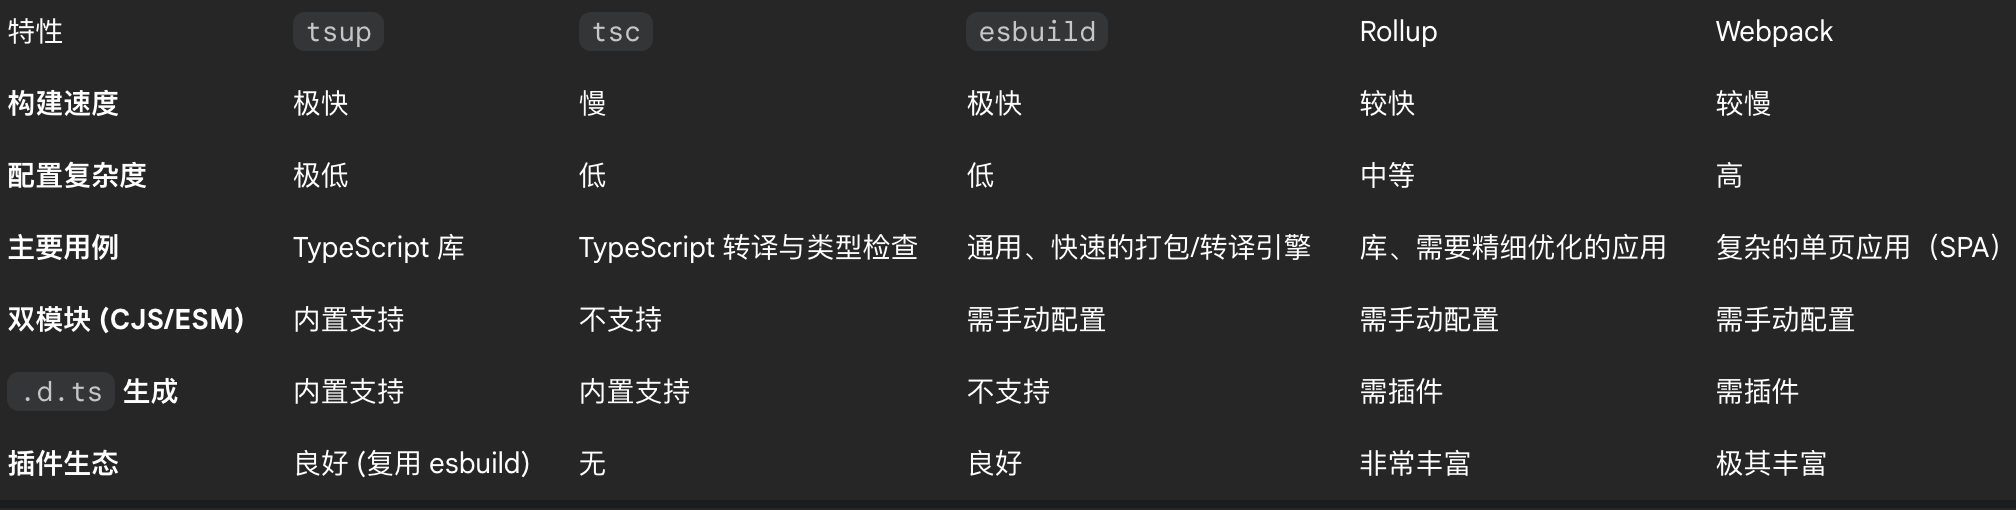 特性 tsup tsc esbuild Rollup Webpack
构建速度 极快 慢 极快 较快 较慢
配置复杂度 极低 低 低 中等 高
主要用例 TypeScript 库 TypeScript 转译与类型检查 通用、快速的打包/转译引擎 库、需要精细优化的应用 复杂的单页应用（SPA）
双模块 (CJS/ESM) 内置支持 不支持 需手动配置 需手动配置 需手动配置
.d.ts 生成 内置支持 内置支持 不支持 需插件 需插件
插件生态 良好 (复用 esbuild) 无 良好 非常丰富 极其丰富